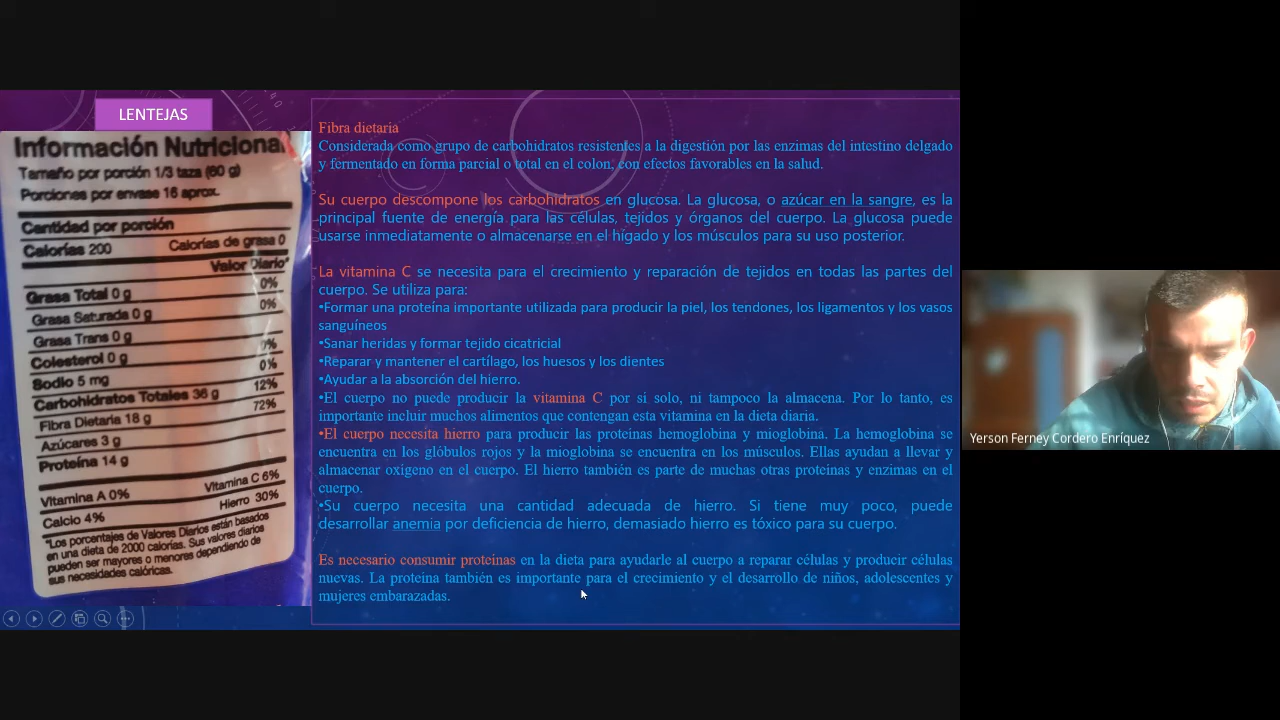 LENTEJAS
Información Nutricional
Tamaño por porción 1/3 taza (60 g)
Porciones por envase 16 aprox.
Cantidad por porción
Calorías 200 Calorías de grasa 0
Valor Diario*
Grasa Total 0 g 0%
Grasa Saturada 0 g 0%
Grasa Trans 0 g
Colesterol 0 g 0%
Sodio 5 mg 0%
Carbohidratos Totales 36 g 12%
Fibra Dietaria 18 g 72%
Azúcares 3 g
Proteína 14 g
Vitamina A 0% Vitamina C 6%
Calcio 4% Hierro 30%
*Los porcentajes de Valores Diarios están basados
en una dieta de 2000 calorías. Sus valores diarios
pueden ser mayores o menores dependiendo de
sus necesidades calóricas.
Fibra dietaria
Considerada como grupo de carbohidratos resistentes a la digestión por las enzimas del intestino delgado
y fermentado en forma parcial o total en el colon, con efectos favorables en la salud.
Su cuerpo descompone los carbohidratos en glucosa. La glucosa, o azúcar en la sangre, es la
principal fuente de energía para las células, tejidos y órganos del cuerpo. La glucosa puede
usarse inmediatamente o almacenarse en el hígado y los músculos para su uso posterior.
La vitamina C se necesita para el crecimiento y reparación de tejidos en todas las partes del
cuerpo. Se utiliza para:
•Formar una proteína importante utilizada para producir la piel, los tendones, los ligamentos y los vasos
sanguíneos
•Sanar heridas y formar tejido cicatricial
•Reparar y mantener el cartílago, los huesos y los dientes
•Ayudar a la absorción del hierro.
•El cuerpo no puede producir la vitamina C por si solo, ni tampoco la almacena. Por lo tanto, es
importante incluir muchos alimentos que contengan esta vitamina en la dieta diaria.
•El cuerpo necesita hierro para producir las proteinas hemoglobina y mioglobina. La hemoglobina se
encuentra en los glóbulos rojos y la mioglobina se encuentra en los músculos. Ellas ayudan a llevar y
almacenar oxigeno en el cuerpo. El hierro también es parte de muchas otras proteinas y enzimas en el
cuerpo.
•Su cuerpo necesita una cantidad adecuada de hierro. Si tiene muy poco, puede
desarrollar anemia por deficiencia de hierro, demasiado hierro es tóxico para su cuerpo.
Es necesario consumir proteinas en la dieta para ayudarle al cuerpo a reparar células y producir células
nuevas. La proteina también es importante para el crecimiento y el desarrollo de niños, adolescentes y
mujeres embarazadas.
Yerson Ferney Cordero Enríquez